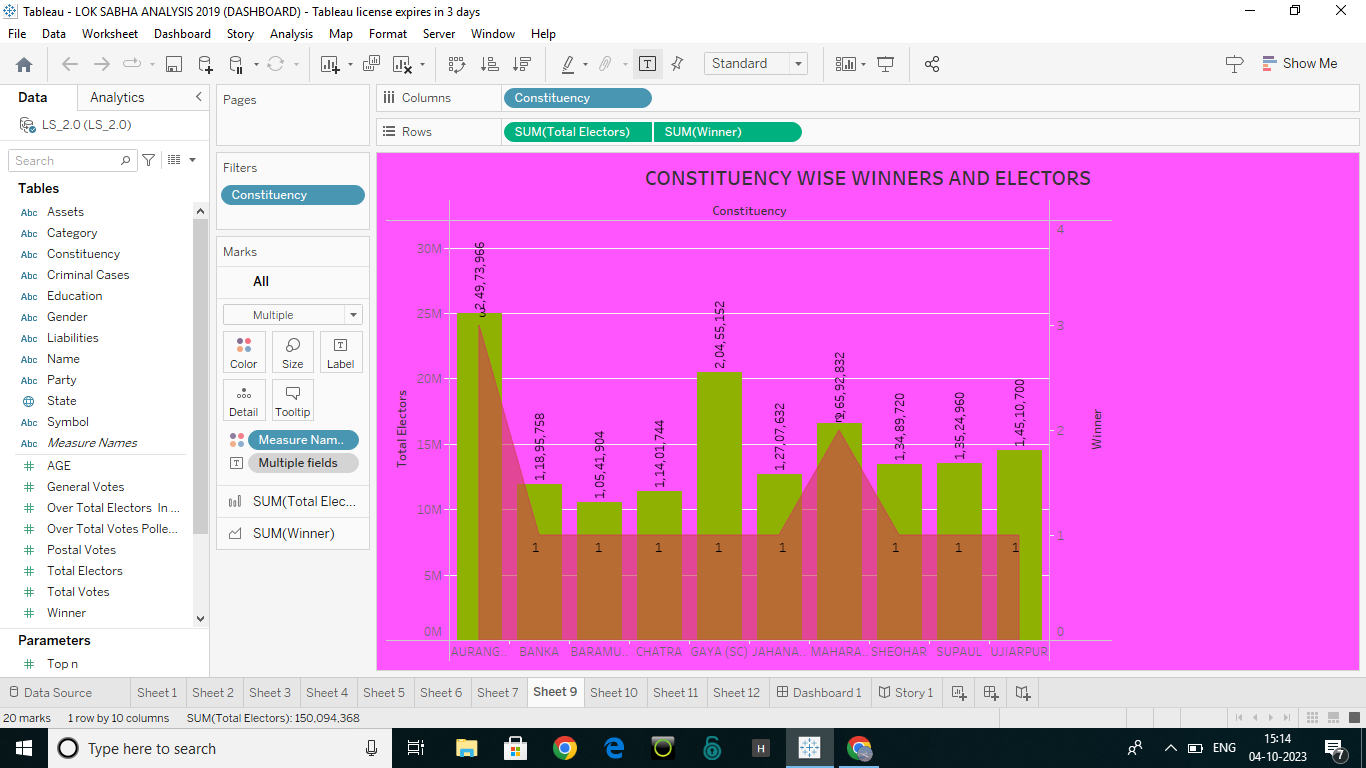 Tableau - LOK SABHA ANALYSIS 2019 (DASHBOARD) - Tableau license expires in 3 days
File Data Worksheet Dashboard Story Analysis Map Format Server Window Help
Standard
Show Me
Data Analytics
LS_2.0 (LS_2.0)
Search
Tables
Abc Assets
Abc Category
Abc Constituency
Abc Criminal Cases
Abc Education
Abc Gender
Abc Liabilities
Abc Name
Abc Party
State
Abc Symbol
Abc Measure Names
AGE
General Votes
Over Total Electors In ...
Over Total Votes Polle...
Postal Votes
Total Electors
Total Votes
Winner
Parameters
Top n
Pages
Filters
Constituency
Marks
All
Multiple
Color Size Label
Detail Tooltip
Measure Nam..
Multiple fields
SUM(Total Elec...
SUM(Winner)
Columns Constituency
Rows SUM(Total Electors) SUM(Winner)
CONSTITUENCY WISE WINNERS AND ELECTORS
Constituency
Total Electors
30M
25M
20M
15M
10M
5M
0M
2,49,73,966
1,18,95,758
1,05,41,904
1,14,01,744
2,04,55,152
1,27,07,632
1,65,92,832
1,34,89,720
1,35,24,960
1,45,10,700
3
1
1
1
1
1
2
1
1
1
4
3
2
1
0
Winner
AURANG.. BANKA BARAMU.. CHATRA GAYA (SC) JAHANA.. MAHARA.. SHEOHAR SUPAUL UJIARPUR
Data Source Sheet 1 Sheet 2 Sheet 3 Sheet 4 Sheet 5 Sheet 6 Sheet 7 Sheet 9 Sheet 10 Sheet 11 Sheet 12 Dashboard 1 Story 1
20 marks 1 row by 10 columns SUM(Total Electors): 150,094,368
Type here to search
H
ENG
15:14
04-10-2023
7